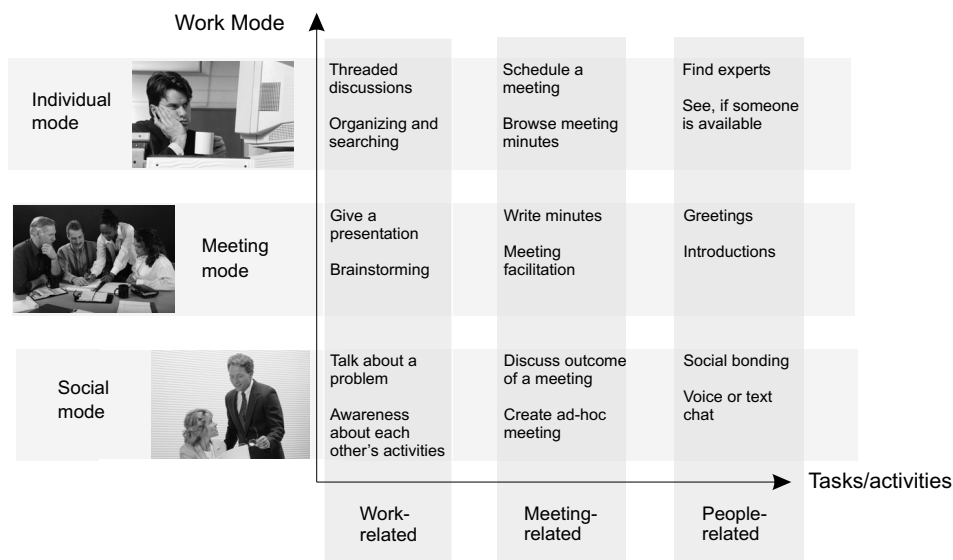 Work Mode
Individual
mode
Threaded
discussions
Organizing and
searching
Schedule a
meeting
Browse meeting
minutes
Find experts
See, if someone
is available
Meeting
mode
Give a
presentation
Brainstorming
Write minutes
Meeting
facilitation
Greetings
Introductions
Social
mode
Talk about a
problem
Awareness
about each
other's activities
Discuss outcome
of a meeting
Create ad-hoc
meeting
Social bonding
Voice or text
chat
Tasks/activities
Work-
related
Meeting-
related
People-
related